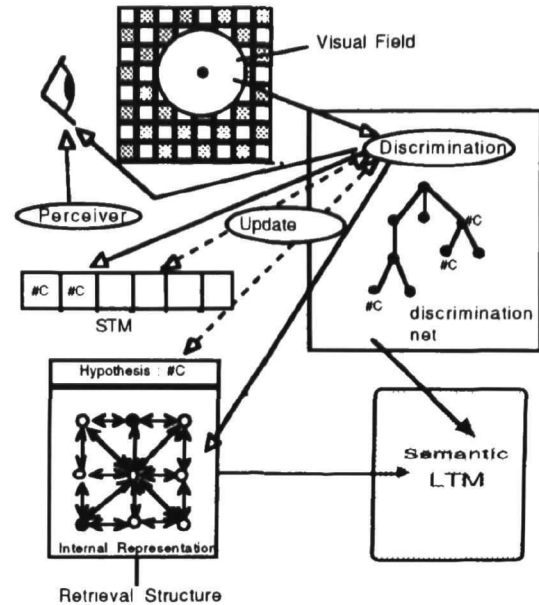 Visual Field
Discrimination
Perceiver
Update
#C
#C #C
#C
#C
STM
discrimination
net
Hypothesis : #C
Semantic
LTM
Internal Representation
Retrieval Structure